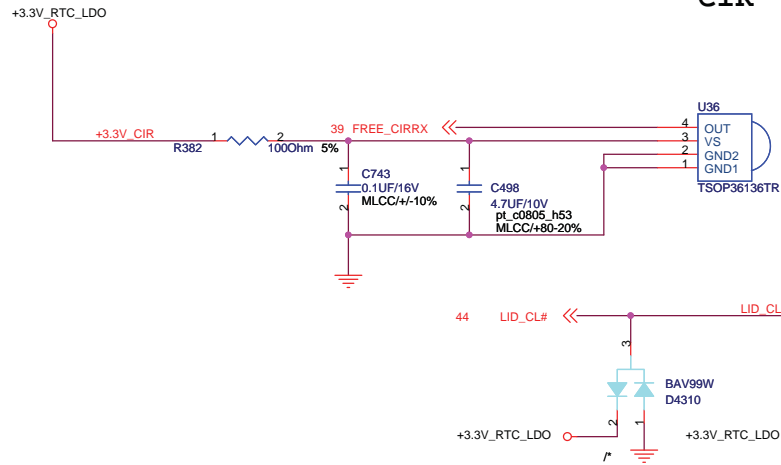 CIR
+3.3V_RTC_LDO
U36
39 FREE_CIRRX
4 OUT
+3.3V_CIR 1 2 3 VS
R382 100Ohm 5% 2 GND2
1 GND1
1 C743 1 C498 TSOP36136TR
0.1UF/16V 4.7UF/10V
2 MLCC/+/-10% 2 pt_c0805_h53
MLCC/+80-20%
44 LID_CL# LID_CL
3
BAV99W
D4310
2 1
+3.3V_RTC_LDO +3.3V_RTC_LDO
/*